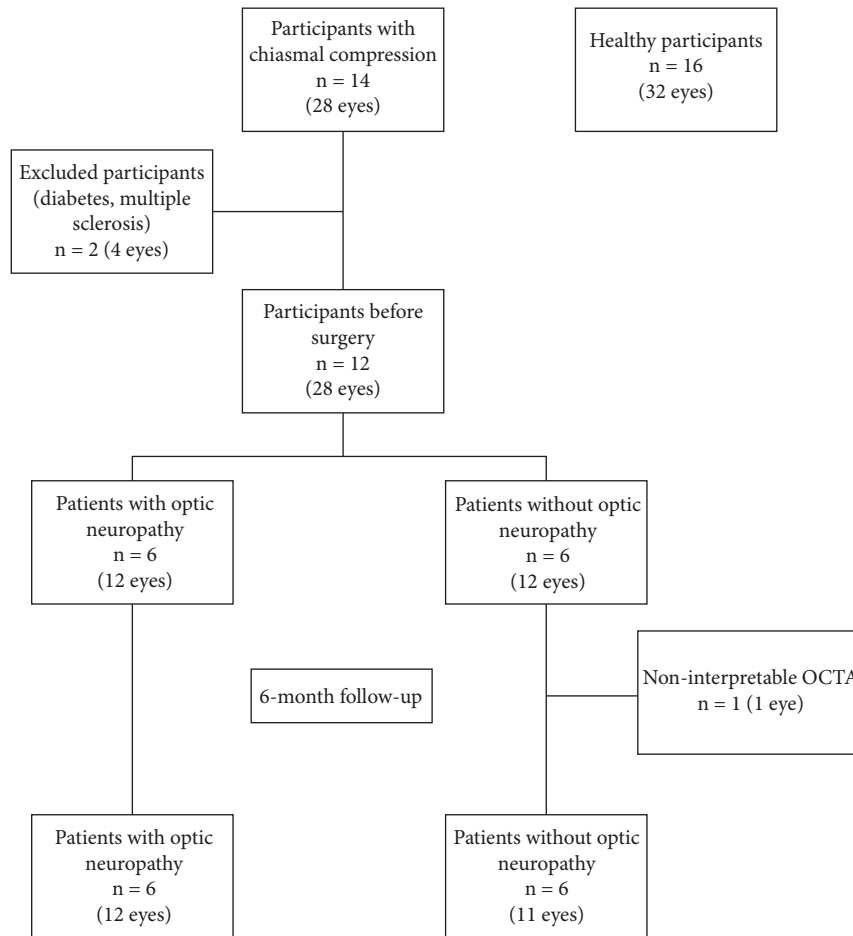 Participants with
chiasmal compression
n = 14
(28 eyes)
Healthy participants
n = 16
(32 eyes)
Excluded participants
(diabetes, multiple
sclerosis)
n = 2 (4 eyes)
Participants before
surgery
n = 12
(28 eyes)
Patients with optic
neuropathy
n = 6
(12 eyes)
Patients without optic
neuropathy
n = 6
(12 eyes)
6-month follow-up
Non-interpretable OCTA
n = 1 (1 eye)
Patients with optic
neuropathy
n = 6
(12 eyes)
Patients without optic
neuropathy
n = 6
(11 eyes)